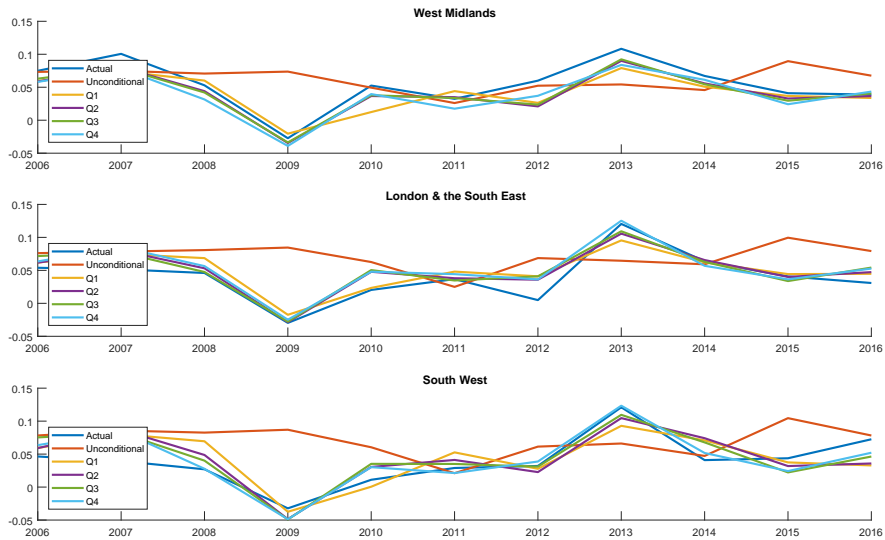 West Midlands
0.15
0.1
0.05
0
-0.05
Actual
Unconditional
Q1
Q2
Q3
Q4
2006 2007 2008 2009 2010 2011 2012 2013 2014 2015 2016
London & the South East
0.15
0.1
0.05
0
-0.05
Actual
Unconditional
Q1
Q2
Q3
Q4
2006 2007 2008 2009 2010 2011 2012 2013 2014 2015 2016
South West
0.15
0.1
0.05
0
-0.05
Actual
Unconditional
Q1
Q2
Q3
Q4
2006 2007 2008 2009 2010 2011 2012 2013 2014 2015 2016